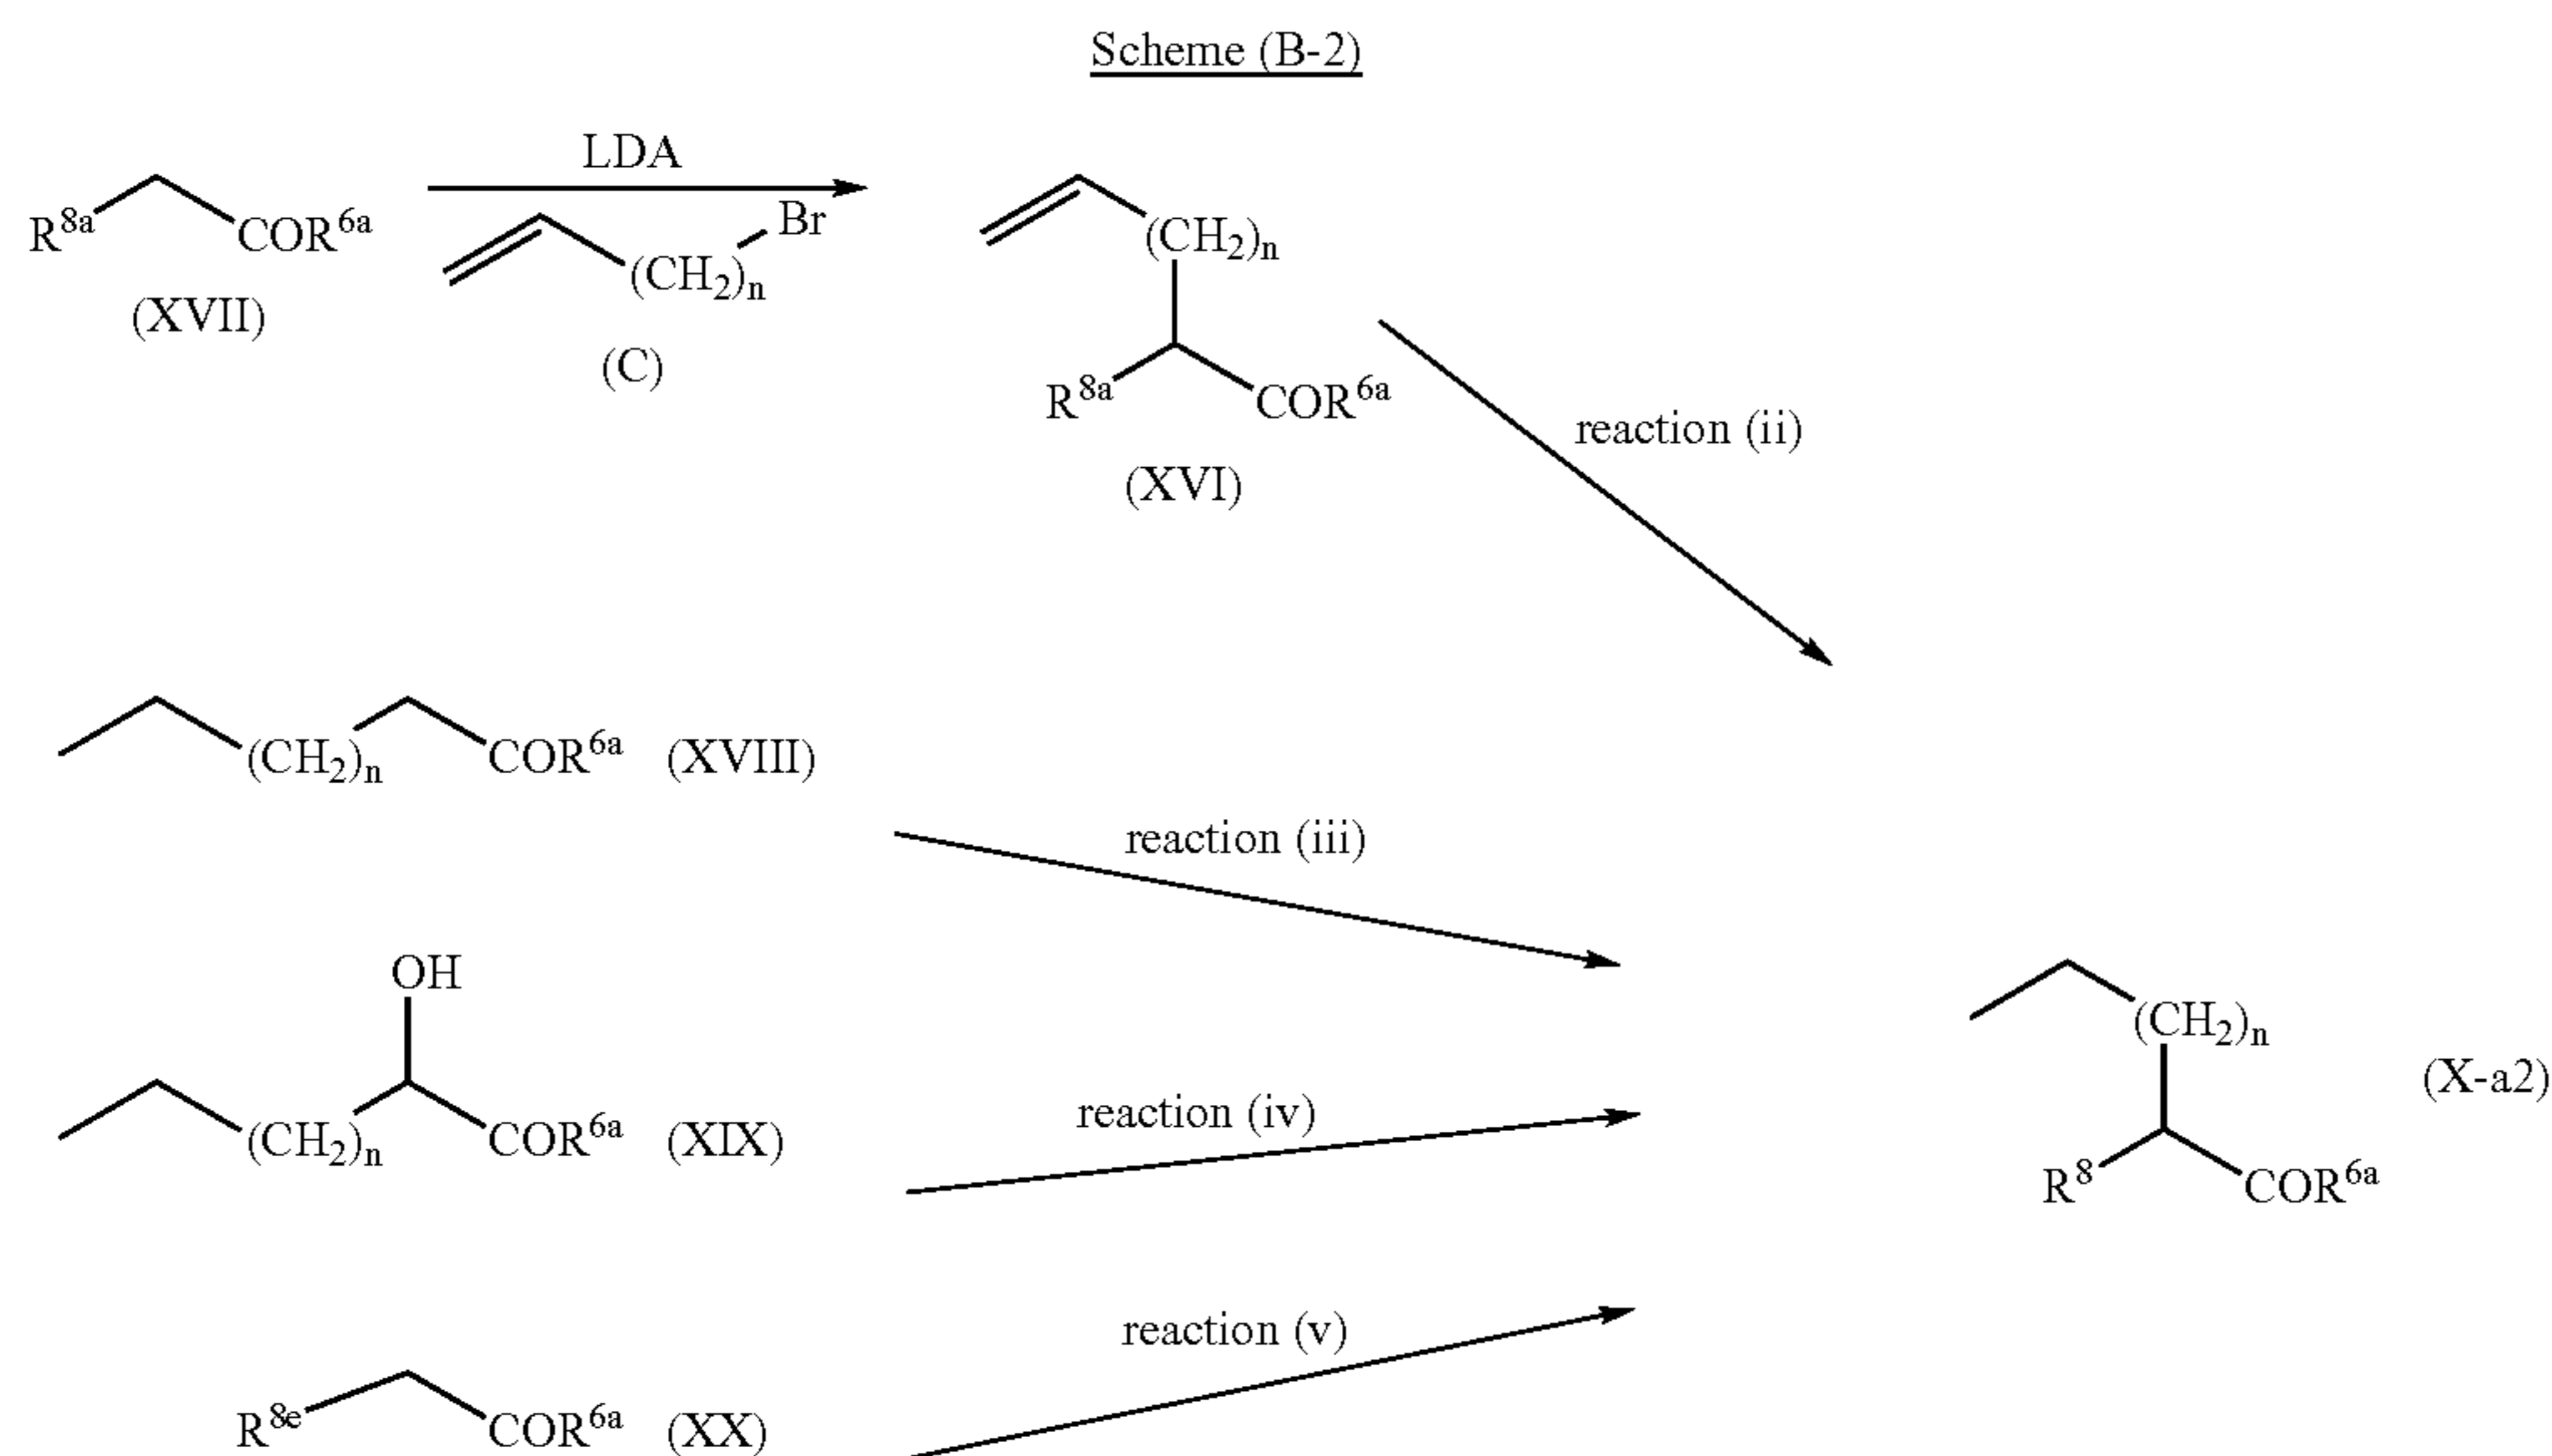 Scheme (B-2)
LDA
R8a COR6a
(XVII)
Br
(CH2)n
(C)
(CH2)n
R8a COR6a
(XVI)
reaction (ii)
(CH2)n COR6a (XVIII)
reaction (iii)
OH
(CH2)n COR6a (XIX)
reaction (iv)
(CH2)n
R8 COR6a
(X-a2)
reaction (v)
R8e COR6a (XX)